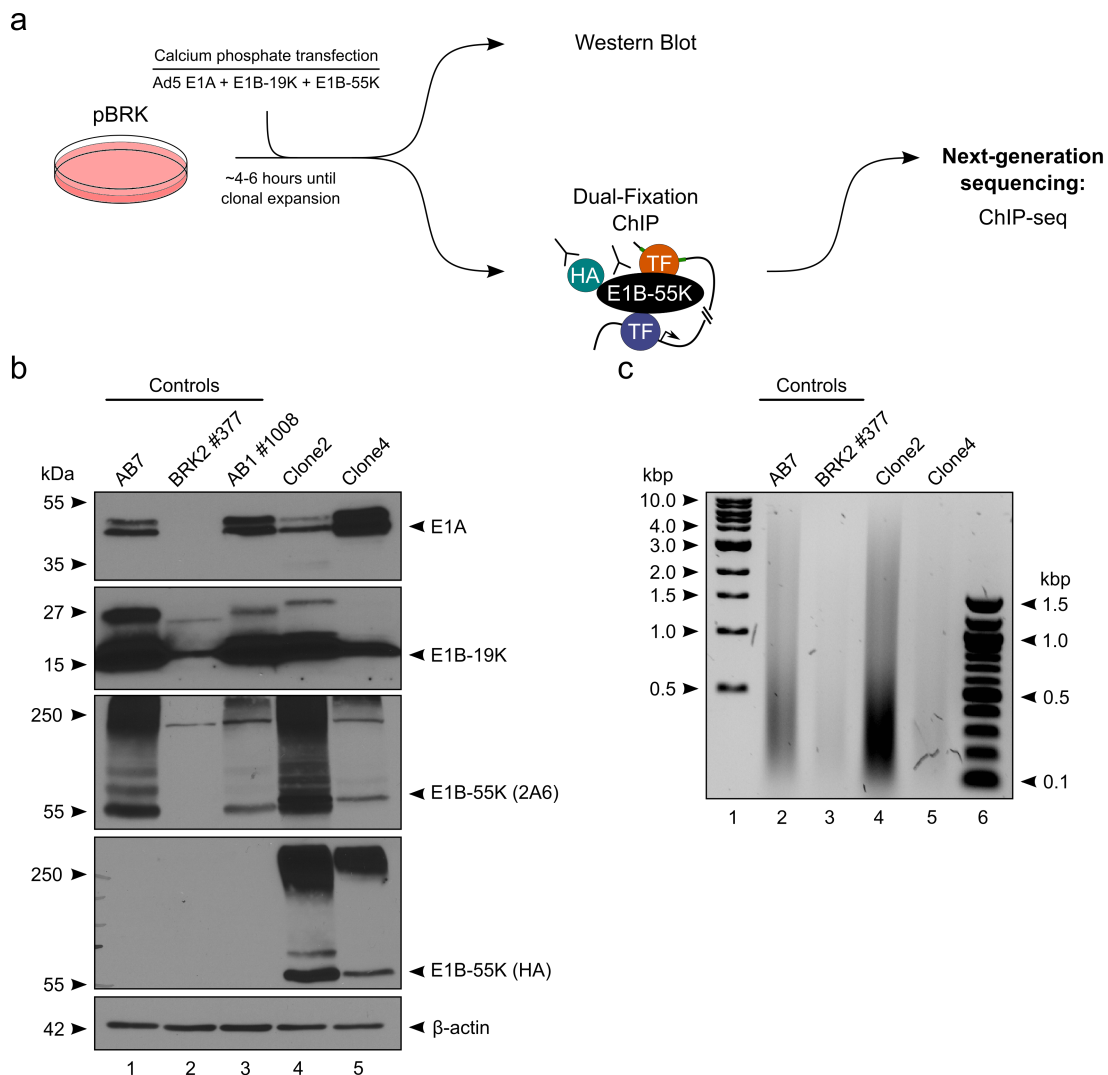 a
Calcium phosphate transfection
Ad5 E1A + E1B-19K + E1B-55K
pBRK
~4-6 hours until
clonal expansion
Western Blot
Dual-Fixation
ChIP
HA
TF
E1B-55K
TF
Next-generation
sequencing:
ChIP-seq
b
Controls
kDa
AB7
BRK2 #377
AB1 #1008
Clone2
Clone4
55
35
E1A
27
15
E1B-19K
250
55
E1B-55K (2A6)
250
55
E1B-55K (HA)
42
β-actin
1 2 3 4 5
c
Controls
kbp
AB7
BRK2 #377
Clone2
Clone4
10.0
4.0
3.0
2.0
1.5
1.0
0.5
kbp
1.5
1.0
0.5
0.1
1 2 3 4 5 6